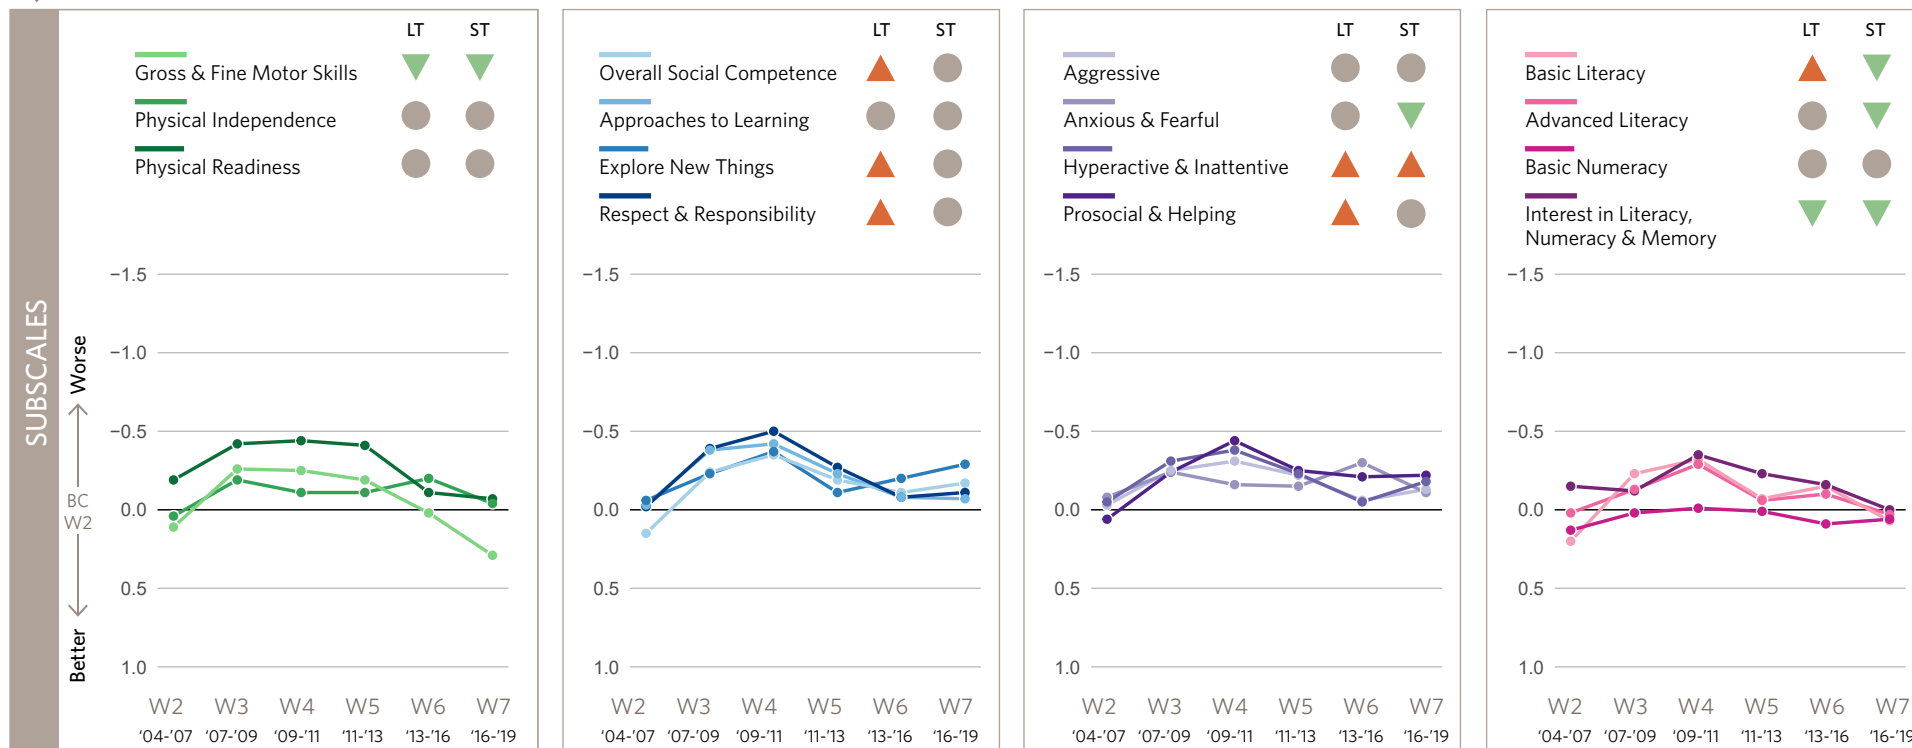 SUBSCALES
Worse
BC
W2
Better
LT ST
Gross & Fine Motor Skills
Physical Independence
Physical Readiness
−1.5
−1.0
−0.5
0.0
0.5
1.0
W2 W3 W4 W5 W6 W7
‘04-’07 ‘07-’09 ‘09-’11 ‘11-’13 ‘13-’16 ‘16-’19
LT ST
Overall Social Competence
Approaches to Learning
Explore New Things
Respect & Responsibility
−1.5
−1.0
−0.5
0.0
0.5
1.0
W2 W3 W4 W5 W6 W7
‘04-’07 ‘07-’09 ‘09-’11 ‘11-’13 ‘13-’16 ‘16-’19
LT ST
Aggressive
Anxious & Fearful
Hyperactive & Inattentive
Prosocial & Helping
−1.5
−1.0
−0.5
0.0
0.5
1.0
W2 W3 W4 W5 W6 W7
‘04-’07 ‘07-’09 ‘09-’11 ‘11-’13 ‘13-’16 ‘16-’19
LT ST
Basic Literacy
Advanced Literacy
Basic Numeracy
Interest in Literacy,
Numeracy & Memory
−1.5
−1.0
−0.5
0.0
0.5
1.0
W2 W3 W4 W5 W6 W7
‘04-’07 ‘07-’09 ‘09-’11 ‘11-’13 ‘13-’16 ‘16-’19